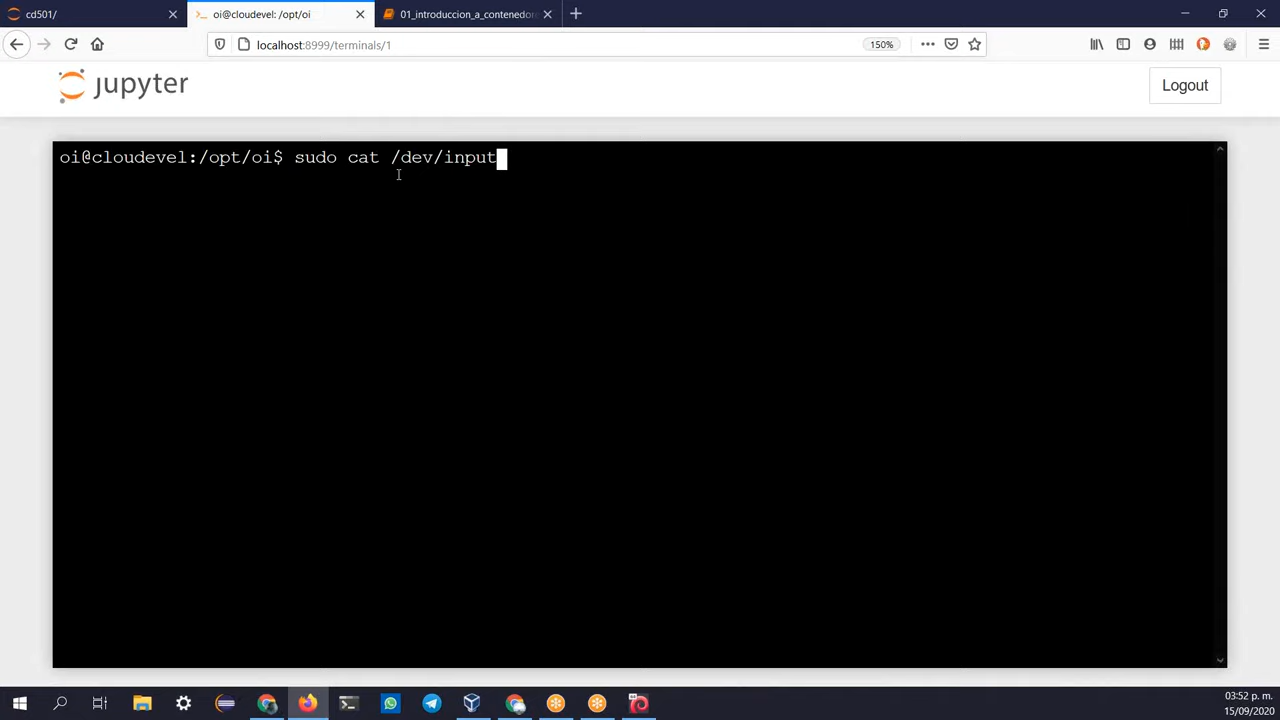 cd501/
oi@cloudevel: /opt/oi
01_introduccion_a_contenedor
localhost:8999/terminals/1
150%
jupyter
Logout
oi@cloudevel:/opt/oi$ sudo cat /dev/input
03:52 p. m.
15/09/2020